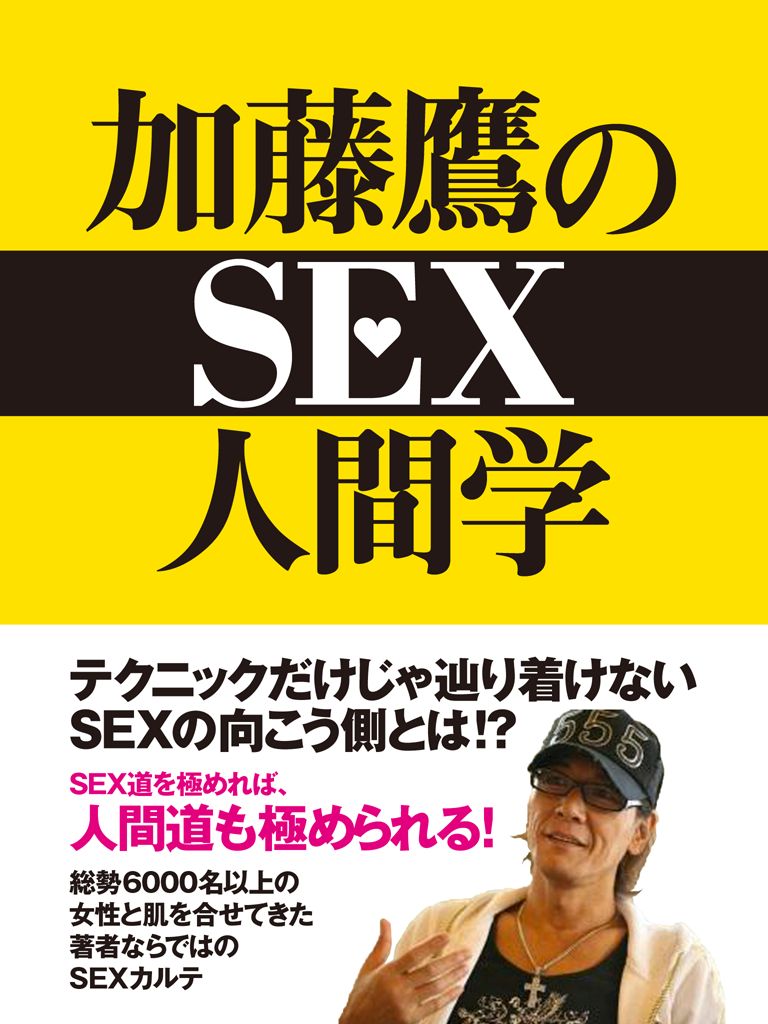 加藤鷹の
SEX
人間学
テクニックだけじゃ辿り着けない
SEXの向こう側とは!?
SEX道を極めれば、
人間道も極められる!
総勢6000名以上の
女性と肌を合せてきた
著者ならではの
SEXカルテ
555